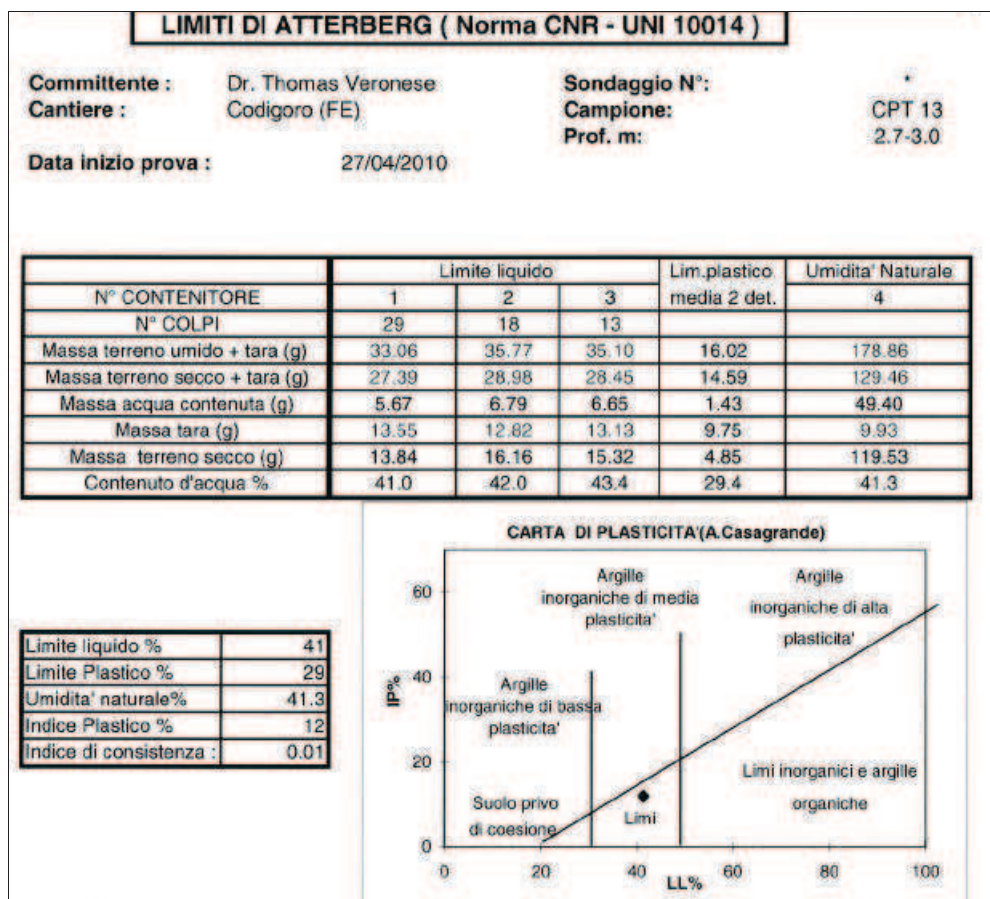 LIMITI DI ATTERBERG ( Norma CNR - UNI 10014 )
Committente : Dr. Thomas Veronese Sondaggio N°: *
Cantiere : Codigoro (FE) Campione: CPT 13
Prof. m: 2.7-3.0
Data inizio prova : 27/04/2010
Limite liquido Lim.plastico Umidita' Naturale
N° CONTENITORE 1 2 3 media 2 det. 4
N° COLPI 29 18 13
Massa terreno umido + tara (g) 33.06 35.77 35.10 16.02 178.86
Massa terreno secco + tara (g) 27.39 28.98 28.45 14.59 129.46
Massa acqua contenuta (g) 5.67 6.79 6.65 1.43 49.40
Massa tara (g) 13.55 12.82 13.13 9.75 9.93
Massa terreno secco (g) 13.84 16.16 15.32 4.85 119.53
Contenuto d'acqua % 41.0 42.0 43.4 29.4 41.3
Limite liquido % 41
Limite Plastico % 29
Umidita' naturale% 41.3
Indice Plastico % 12
Indice di consistenza : 0.01
CARTA DI PLASTICITA'(A.Casagrande)
IP%
60
40
20
0
Argille
inorganiche di media
plasticita'
Argille
inorganiche di alta
plasticita'
Argille
inorganiche di bassa
plasticita'
Suolo privo
di coesione
Limi
Limi inorganici e argille
organiche
0 20 40 60 80 100
LL%